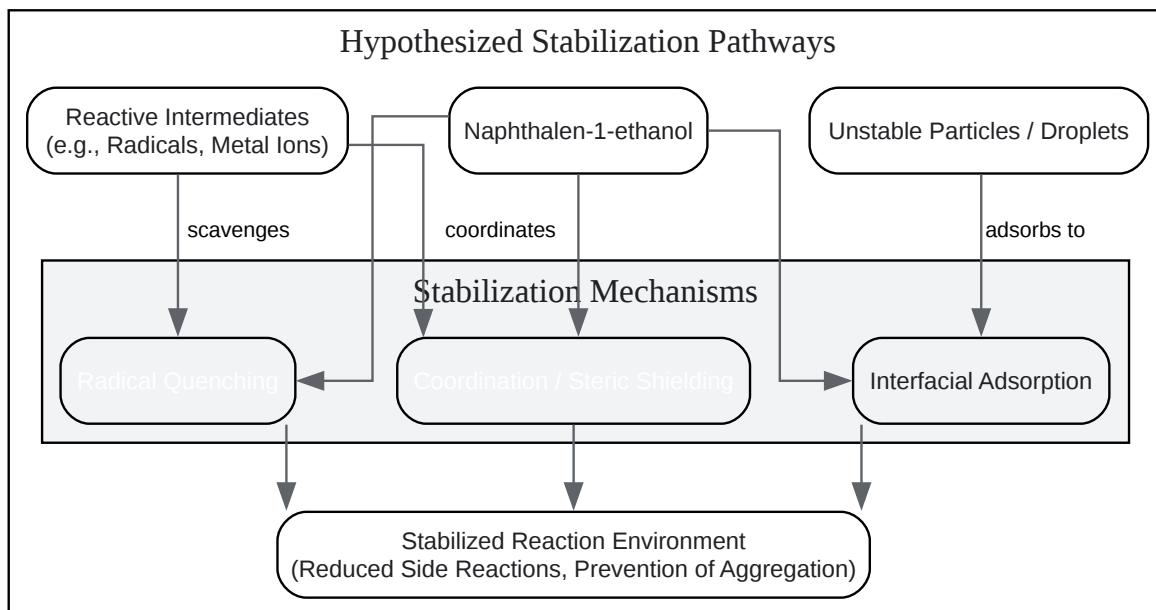 Hypothesized Stabilization Pathways
Reactive Intermediates
(e.g., Radicals, Metal Ions)
Naphthalen-1-ethanol
Unstable Particles / Droplets
scavenges
coordinates
adsorbs to
Stabilization Mechanisms
Radical Quenching
Coordination / Steric Shielding
Interfacial Adsorption
Stabilized Reaction Environment
(Reduced Side Reactions, Prevention of Aggregation)